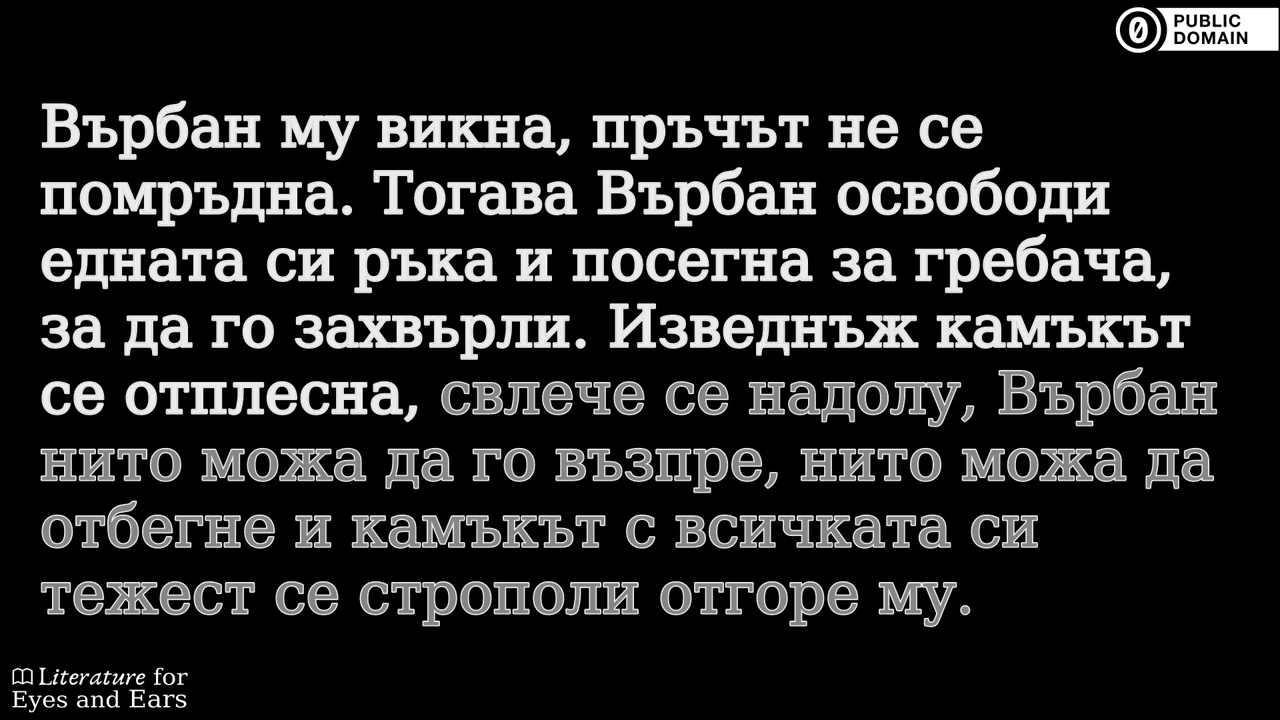 PUBLIC
DOMAIN
Върбан му викна, пръчът не се
помръдна. Тогава Върбан освободи
едната си ръка и посегна за гребача,
за да го захвърли. Изведнъж камъкът
се отплесна, свлече се надолу, Върбан
нито можа да го възпре, нито можа да
отбегне и камъкът с всичката си
тежест се строполи отгоре му.
Literature for
Eyes and Ears